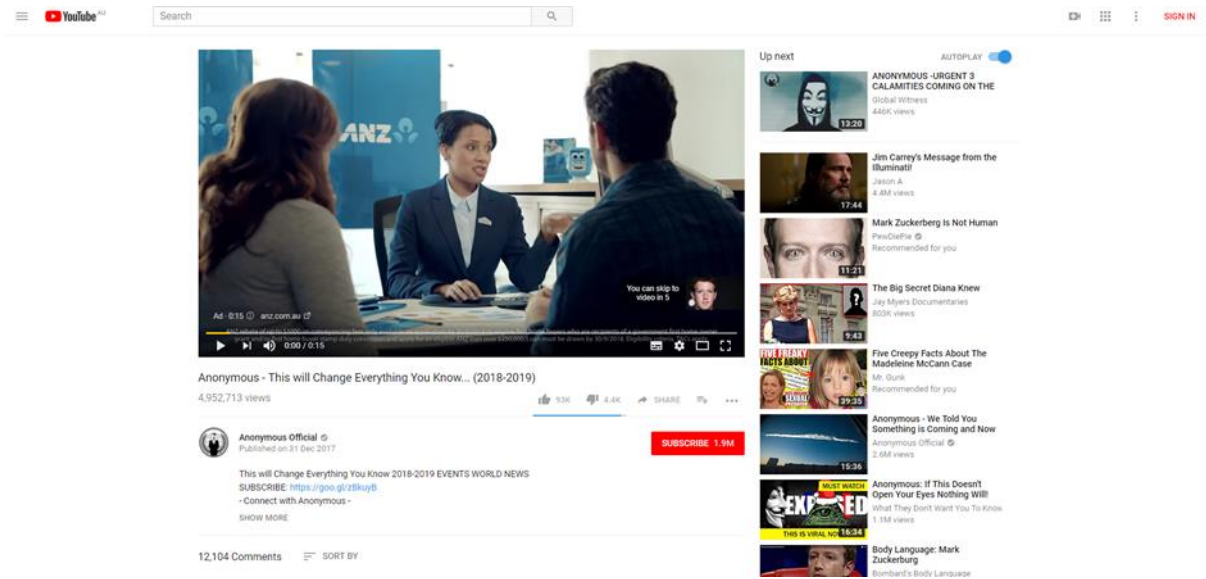 YouTube AU
Search
SIGN IN
ANZ
You can skip to
video in 5
Ad · 0:15 anz.com.au
0:00 / 0:15
Anonymous - This will Change Everything You Know... (2018-2019)
4,952,713 views
93K
4.4K
SHARE
Anonymous Official
Published on 31 Dec 2017
SUBSCRIBE 1.9M
This will Change Everything You Know 2018-2019 EVENTS WORLD NEWS
SUBSCRIBE: https://goo.gl/zBkuyB
- Connect with Anonymous -
SHOW MORE
12,104 Comments
SORT BY
Up next
AUTOPLAY
13:20
ANONYMOUS -URGENT 3
CALAMITIES COMING ON THE
Global Witness
446K views
17:44
Jim Carrey's Message from the
Illuminati!
Jason A
4.4M views
11:21
Mark Zuckerberg Is Not Human
PewDiePie
Recommended for you
9:43
The Big Secret Diana Knew
Jay Myers Documentaries
803K views
FIVE FREAKY
FACTS ABOUT
SEXUAL
39:35
Five Creepy Facts About The
Madeleine McCann Case
Mr. Gunk
Recommended for you
15:36
Anonymous - We Told You
Something is Coming and Now
Anonymous Official
2.6M views
MUST WATCH
EXPOSED
THIS IS VIRAL NOW
16:34
Anonymous: If This Doesn't
Open Your Eyes Nothing Will!
What They Don't Want You To Know
1.1M views
Body Language: Mark
Zuckerburg
Bombard's Body Language